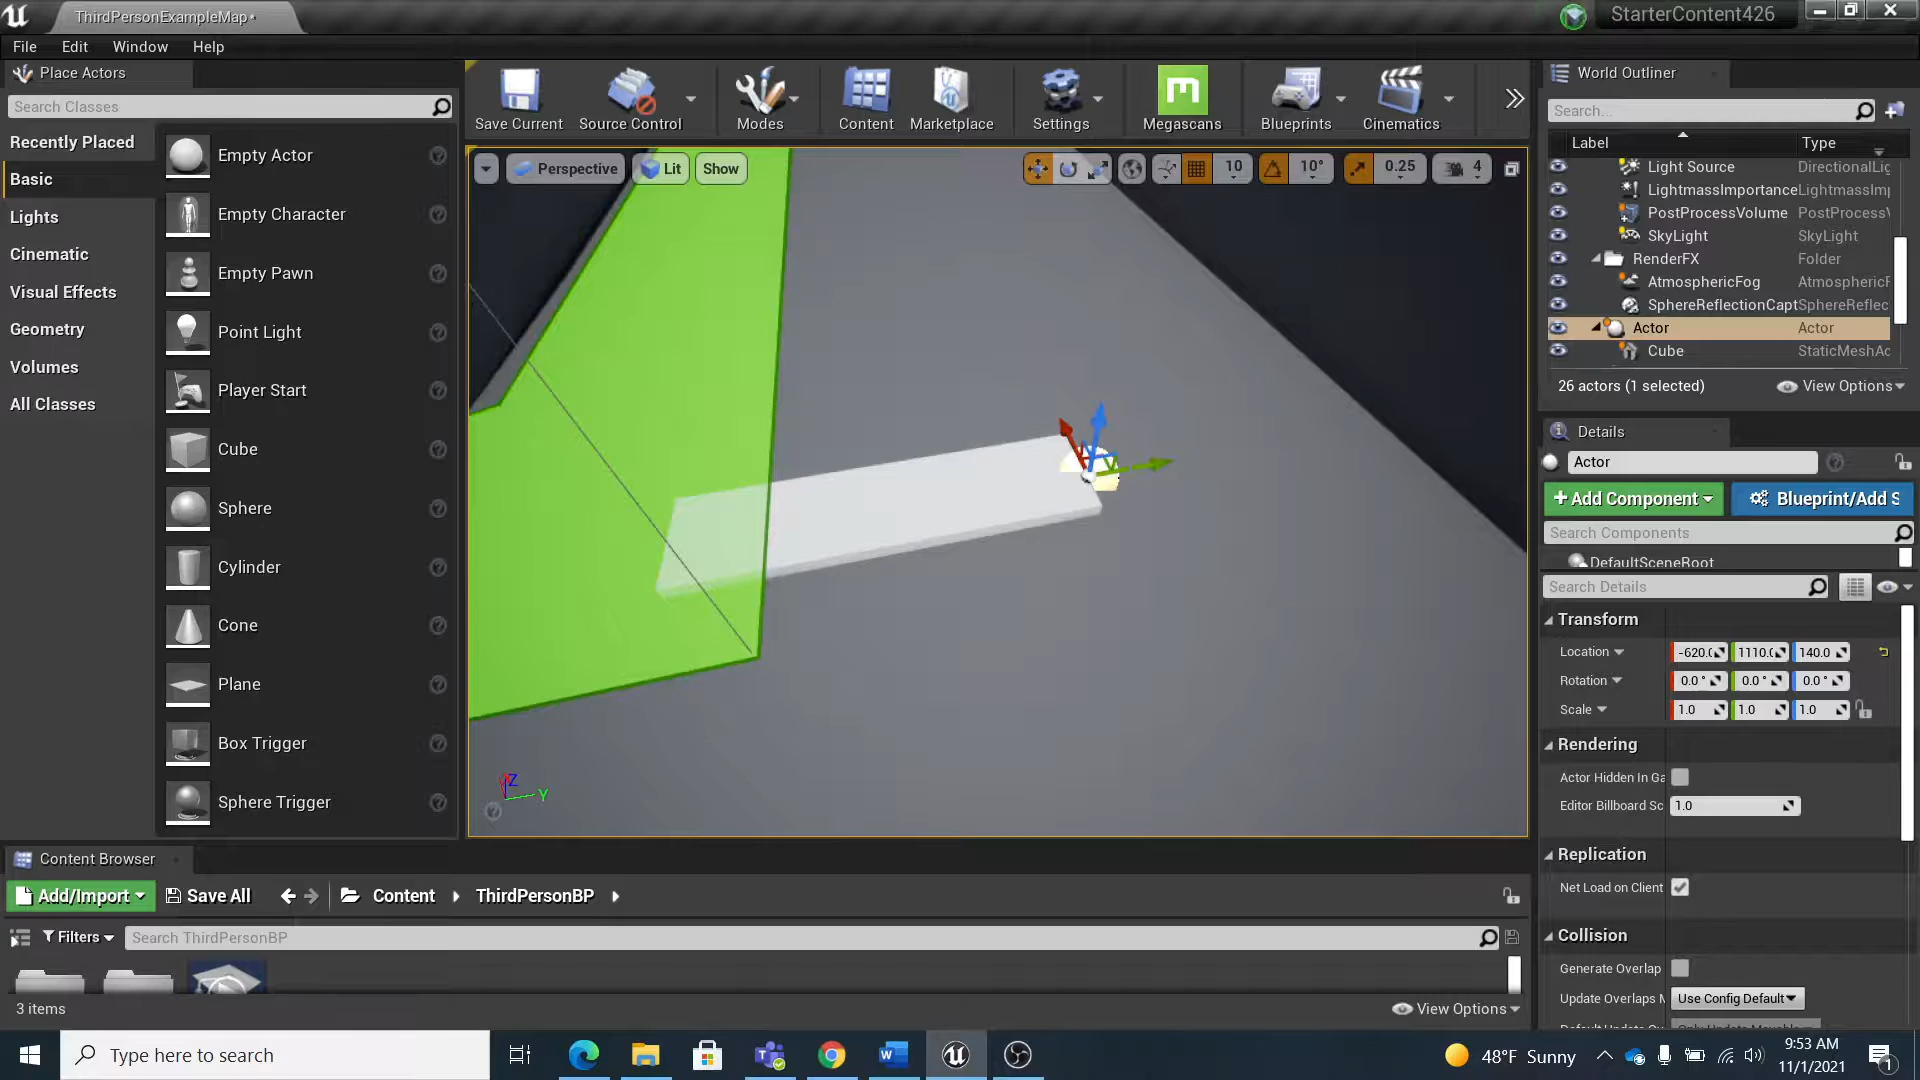 ThirdPersonExampleMap•
StarterContent426
File Edit Window Help
Place Actors
Search Classes
Recently Placed
Basic
Lights
Cinematic
Visual Effects
Geometry
Volumes
All Classes
Empty Actor
Empty Character
Empty Pawn
Point Light
Player Start
Cube
Sphere
Cylinder
Cone
Plane
Box Trigger
Sphere Trigger
Save Current Source Control Modes Content Marketplace Settings Megascans Blueprints Cinematics
Perspective Lit Show 10 10° 0.25 4
Z
Y
World Outliner
Search...
Label Type
Light Source DirectionalLig
LightmassImportance LightmassImp
PostProcessVolume PostProcessV
SkyLight SkyLight
RenderFX Folder
AtmosphericFog AtmosphericF
SphereReflectionCapt SphereReflec
Actor Actor
Cube StaticMeshAc
26 actors (1 selected) View Options
Details
Actor
+Add Component Blueprint/Add S
Search Components
DefaultSceneRoot
Search Details
Transform
Location -620.0 1110.0 140.0
Rotation 0.0° 0.0° 0.0°
Scale 1.0 1.0 1.0
Rendering
Actor Hidden In Ga
Editor Billboard Sc 1.0
Replication
Net Load on Client
Collision
Generate Overlap
Update Overlaps M Use Config Default
Content Browser
Add/Import Save All Content ThirdPersonBP
Filters Search ThirdPersonBP
3 items View Options
Type here to search 48°F Sunny 9:53 AM
11/1/2021
1